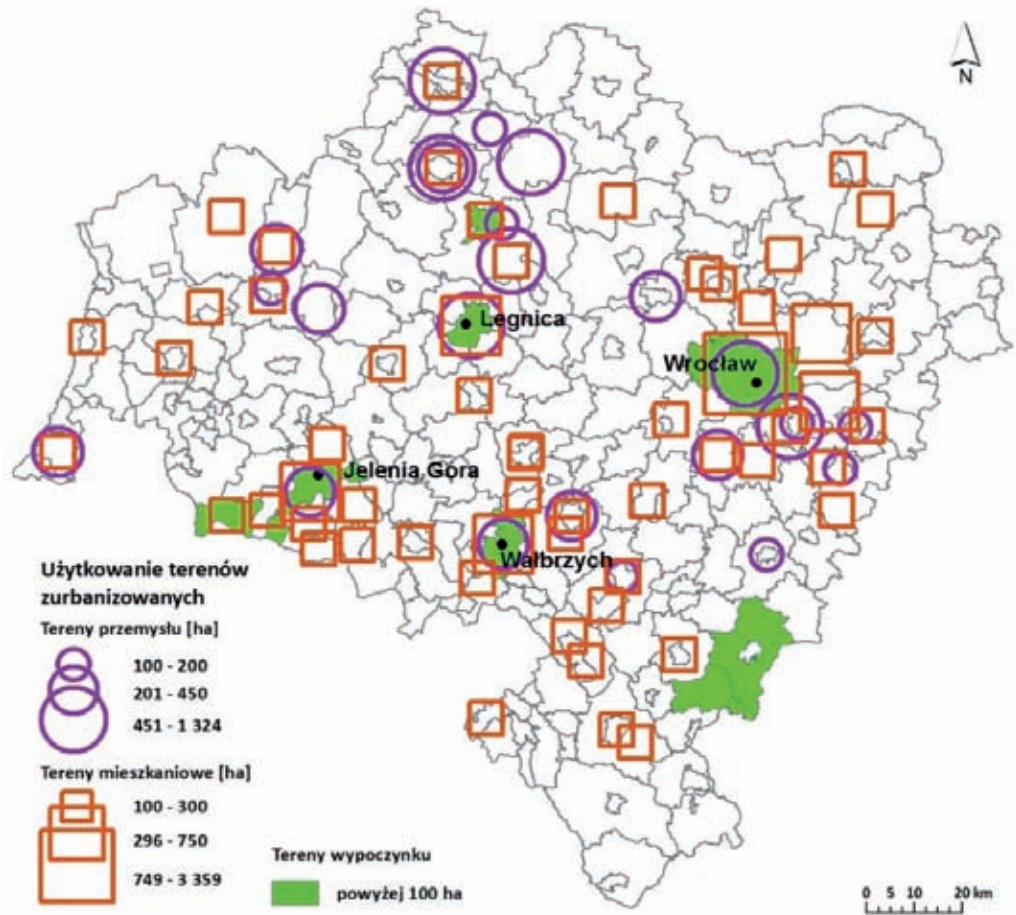 N
Legnica
Wrocław
Jelenia Góra
Wałbrzych
Użytkowanie terenów
zurbanizowanych
Tereny przemysłu [ha]
100 - 200
201 - 450
451 - 1 324
Tereny mieszkaniowe [ha]
100 - 300
296 - 750
749 - 3 359
Tereny wypoczynku
powyżej 100 ha
0 5 10 20 km